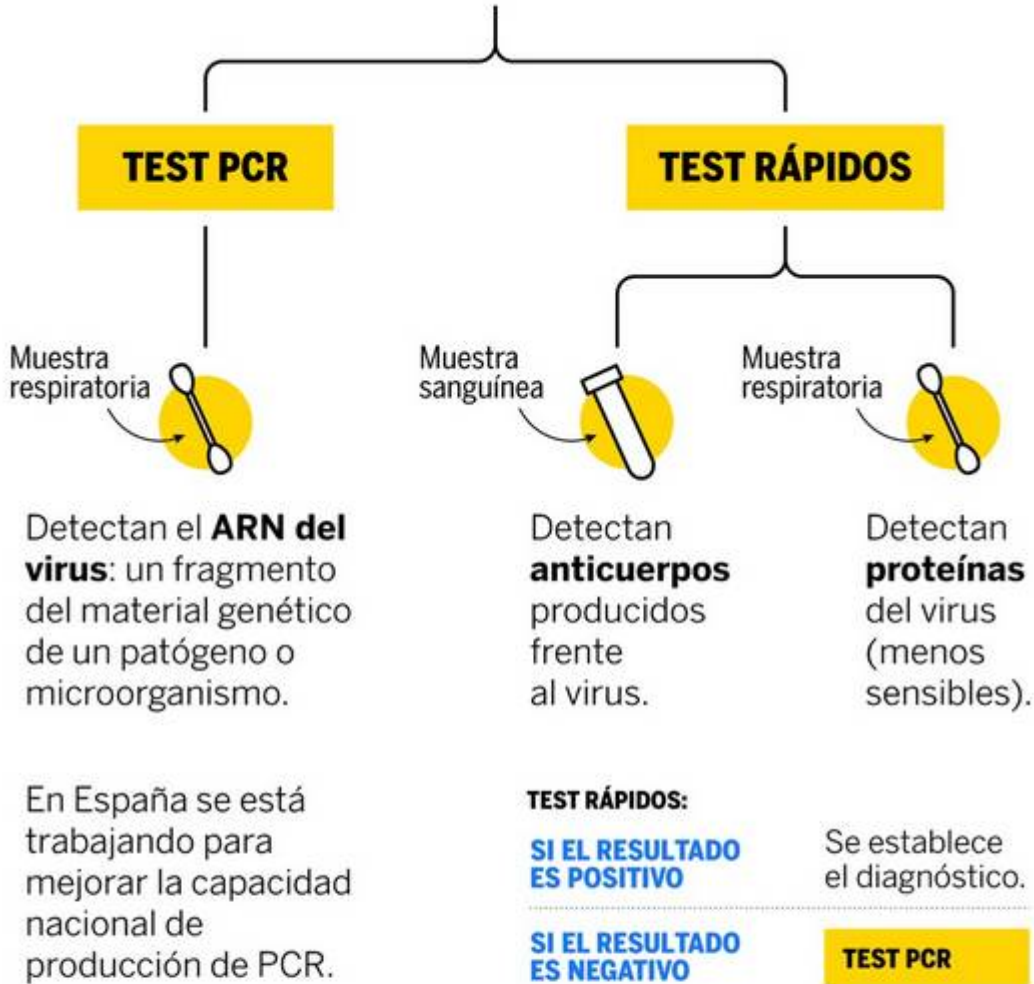 TEST PCR
TEST RÁPIDOS
Muestra
respiratoria
Muestra
sanguínea
Muestra
respiratoria
Detectan el ARN del
virus: un fragmento
del material genético
de un patógeno o
microorganismo.
Detectan
anticuerpos
producidos
frente
al virus.
Detectan
proteínas
del virus
(menos
sensibles).
En España se está
trabajando para
mejorar la capacidad
nacional de
producción de PCR.
TEST RÁPIDOS:
SI EL RESULTADO
ES POSITIVO
Se establece
el diagnóstico.
SI EL RESULTADO
ES NEGATIVO
TEST PCR